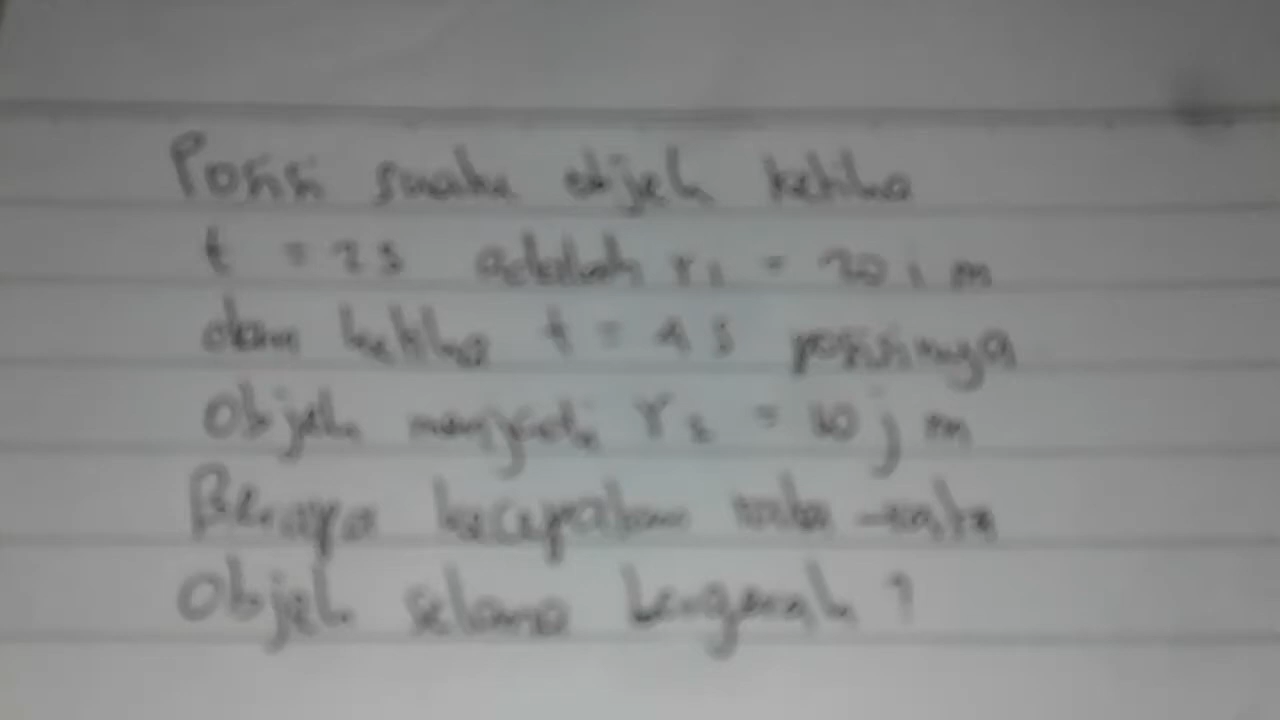 Posisi suatu objek ketika
t = 2 s adalah r1 = 20 i m
dan ketika t = 4 s posisinya
Objek menjadi r2 = 10 j m
Berapa kecepatan rata-rata
Objek selama bergerak ?